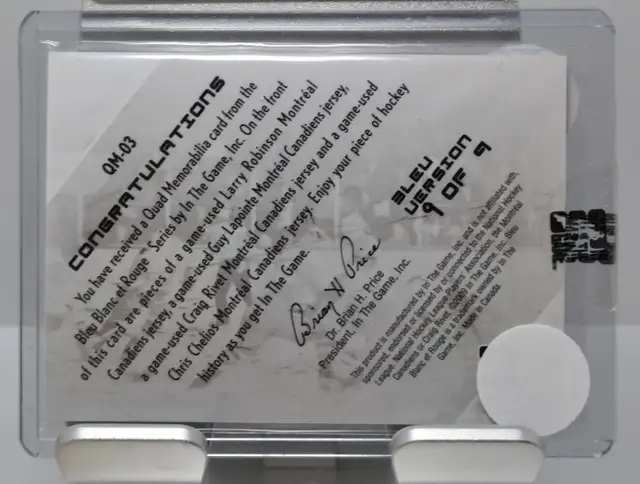 QM-03
CONGRATULATIONS
You have received a Quad Memorabilia card from the
Bleu Blanc et Rouge - Series by In The Game, Inc. On the front
of this card are pieces of a game-used Larry Robinson Montréal
Canadiens jersey, a game-used Guy Lapointe Montréal Canadiens jersey,
a game-used Craig Rivet Montréal Canadiens jersey and a game-used
Chris Chelios Montréal Canadiens jersey. Enjoy your piece of hockey
history as you get In The Game.
Brian H Price
Dr. Brian H. Price
President, In The Game, Inc.
BLEU
VERSION
9 OF 9
This product is manufactured by In The Game, Inc. and is not affiliated with,
sponsored, endorsed or licensed by or connected to the National Hockey
League, National Hockey League Players' Association, the Montréal
Canadiens or Craig Rivet. ©2009 In The Game, Inc. Bleu
Blanc et Rouge is a trademark owned by In The
Game, Inc. Made in Canada.